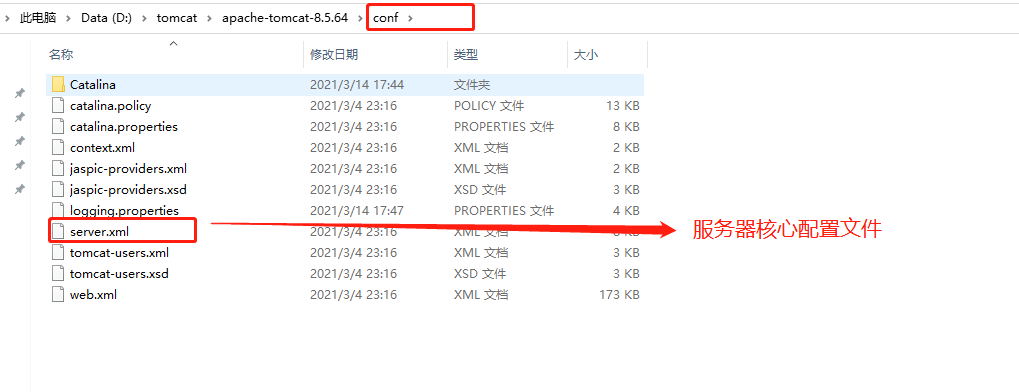 此电脑 > Data (D:) > tomcat > apache-tomcat-8.5.64 > conf >
名称 修改日期 类型 大小
Catalina 2021/3/14 17:44 文件夹
catalina.policy 2021/3/4 23:16 POLICY 文件 13 KB
catalina.properties 2021/3/4 23:16 PROPERTIES 文件 8 KB
context.xml 2021/3/4 23:16 XML 文档 2 KB
jaspic-providers.xml 2021/3/4 23:16 XML 文档 2 KB
jaspic-providers.xsd 2021/3/4 23:16 XSD 文件 3 KB
logging.properties 2021/3/14 17:47 PROPERTIES 文件 4 KB
server.xml 2021/3/4 23:16 XML 文档 KB 服务器核心配置文件
tomcat-users.xml 2021/3/4 23:16 XML 文档 3 KB
tomcat-users.xsd 2021/3/4 23:16 XSD 文件 3 KB
web.xml 2021/3/4 23:16 XML 文档 173 KB